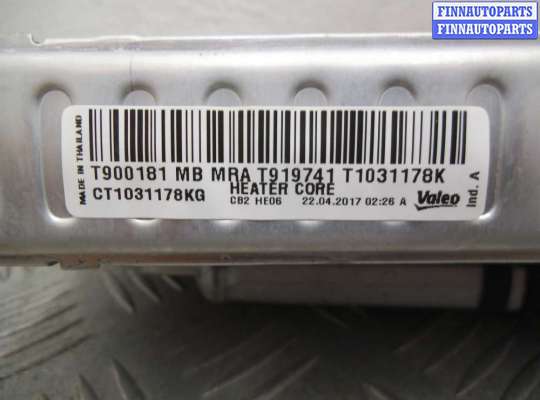 FINNAUTOPARTS
FINNAUTOPARTS
MADE IN THAILAND
T900181 MB MRA T919741 T1031178K
CT1031178KG
HEATER CORE
CB2 HE06 22.04.2017 02:26 A
Valeo
Ind. A